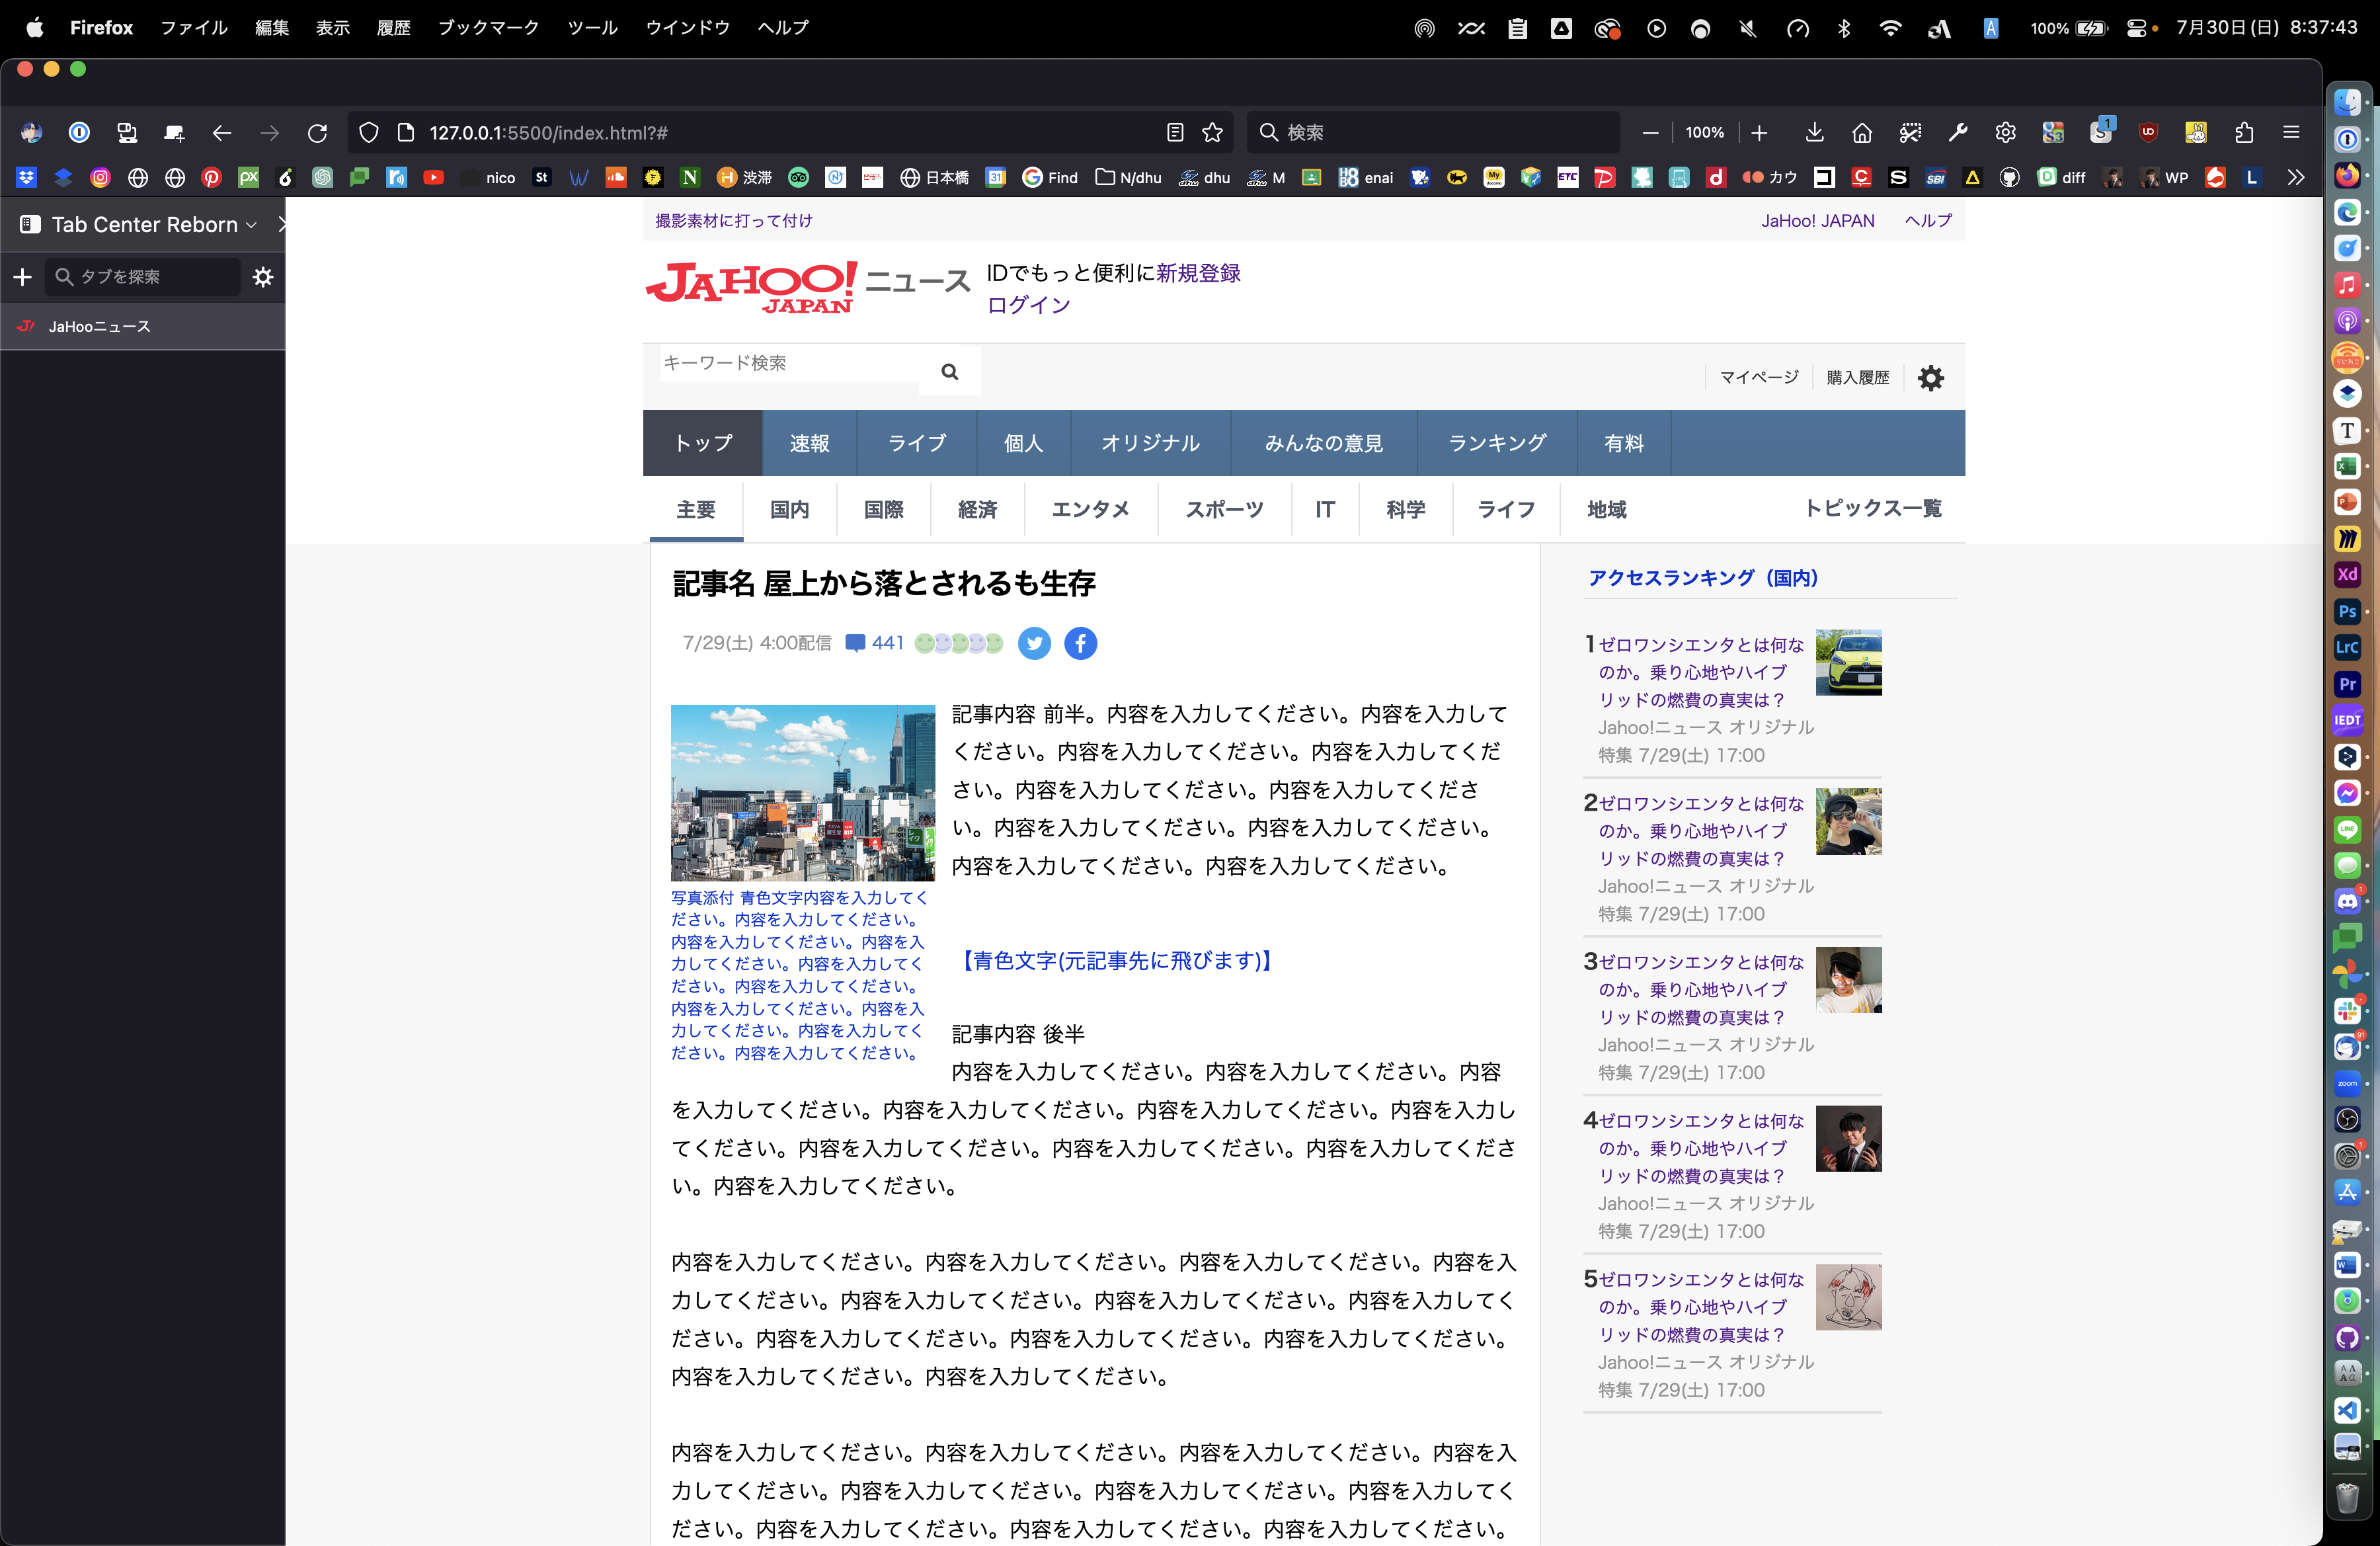 Firefox ファイル 編集 表示 履歴 ブックマーク ツール ウインドウ ヘルプ
100% 7月30日(日) 8:37:43
127.0.0.1:5500/index.html?#
検索
100%
nico St N 渋滞 日本橋 31 Find N/dhu dhu M enai ETC カウ SBI diff WP L
Tab Center Reborn
タブを探索
JaHooニュース
撮影素材に打って付け
JaHoo! JAPAN ヘルプ
JAHOO! JAPAN ニュース
IDでもっと便利に新規登録
ログイン
キーワード検索
マイページ 購入履歴
トップ 速報 ライブ 個人 オリジナル みんなの意見 ランキング 有料
主要 国内 国際 経済 エンタメ スポーツ IT 科学 ライフ 地域 トピックス一覧
記事名 屋上から落とされるも生存
7/29(土) 4:00配信 441
記事内容 前半。内容を入力してください。内容を入力して
ください。内容を入力してください。内容を入力してくだ
さい。内容を入力してください。内容を入力してくださ
い。内容を入力してください。内容を入力してください。
内容を入力してください。内容を入力してください。
写真添付 青色文字内容を入力してく
ださい。内容を入力してください。
内容を入力してください。内容を入
力してください。内容を入力してく
ださい。内容を入力してください。
内容を入力してください。内容を入
力してください。内容を入力してく
ださい。内容を入力してください。
【青色文字(元記事先に飛びます)】
記事内容 後半
内容を入力してください。内容を入力してください。内容
を入力してください。内容を入力してください。内容を入力してください。内容を入力し
てください。内容を入力してください。内容を入力してください。内容を入力してくださ
い。内容を入力してください。
内容を入力してください。内容を入力してください。内容を入力してください。内容を入
力してください。内容を入力してください。内容を入力してください。内容を入力してく
ださい。内容を入力してください。内容を入力してください。内容を入力してください。
内容を入力してください。内容を入力してください。
内容を入力してください。内容を入力してください。内容を入力してください。内容を入
力してください。内容を入力してください。内容を入力してください。内容を入力してく
ださい。内容を入力してください。内容を入力してください。内容を入力してください。
アクセスランキング（国内）
1 ゼロワンシエンタとは何な
のか。乗り心地やハイブ
リッドの燃費の真実は？
Jahoo!ニュース オリジナル
特集 7/29(土) 17:00
2 ゼロワンシエンタとは何な
のか。乗り心地やハイブ
リッドの燃費の真実は？
Jahoo!ニュース オリジナル
特集 7/29(土) 17:00
3 ゼロワンシエンタとは何な
のか。乗り心地やハイブ
リッドの燃費の真実は？
Jahoo!ニュース オリジナル
特集 7/29(土) 17:00
4 ゼロワンシエンタとは何な
のか。乗り心地やハイブ
リッドの燃費の真実は？
Jahoo!ニュース オリジナル
特集 7/29(土) 17:00
5 ゼロワンシエンタとは何な
のか。乗り心地やハイブ
リッドの燃費の真実は？
Jahoo!ニュース オリジナル
特集 7/29(土) 17:00
T
Xd
Ps
LrC
Pr
IEDT
LINE
zoom